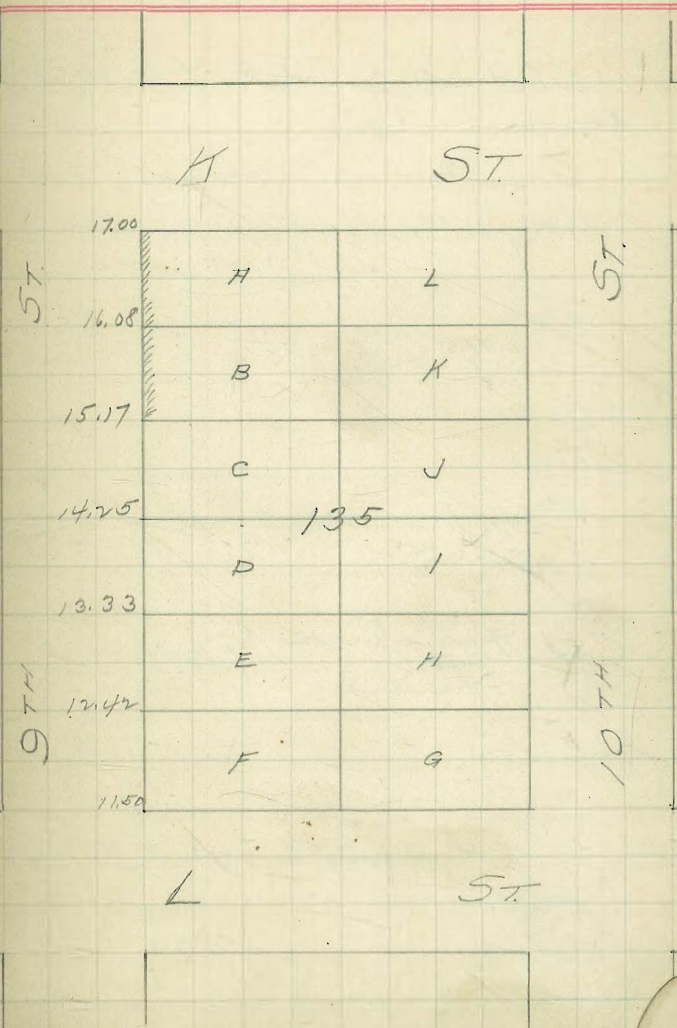 K ST.
17.00
A L
ST. ST.
16.08
B K
15.17
C J
14.25 135
D I
13.33
E H
9TH 10TH
12.42
F G
11.50
L ST.